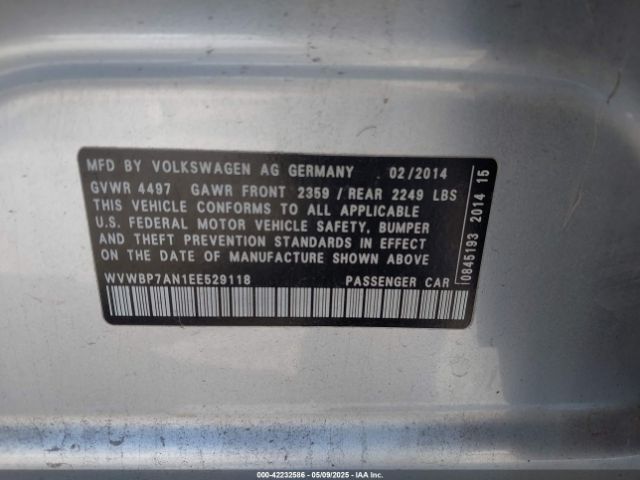 MFD BY VOLKSWAGEN AG GERMANY 02/2014
GVWR 4497 GAWR FRONT 2359 / REAR 2249 LBS
THIS VEHICLE CONFORMS TO ALL APPLICABLE
U.S. FEDERAL MOTOR VEHICLE SAFETY, BUMPER
AND THEFT PREVENTION STANDARDS IN EFFECT
ON THE DATE OF MANUFACTURE SHOWN ABOVE
WVWBP7AN1EE529118 PASSENGER CAR
0845193 2014 15
000-42232586 - 05/09/2025 - IAA Inc.